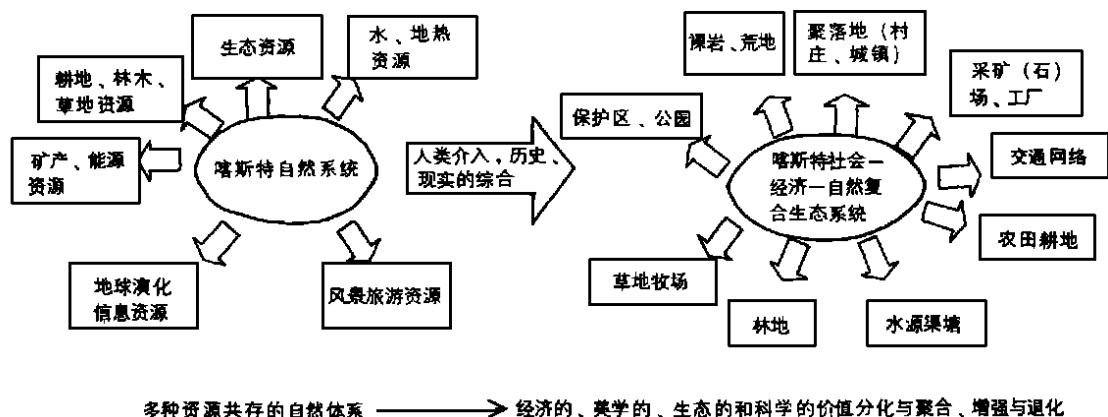 生态资源
水、地热
资源
耕地、林木、
草地资源
矿产、能源
资源
喀斯特自然系统
地球演化
信息资源
风景旅游资源
人类介入，历史、
现实的综合
裸岩、荒地
聚落地（村
庄、城镇）
采矿（石）
场、工厂
保护区、公园
交通网络
喀斯特社会—
经济—自然复
合生态系统
农田耕地
草地牧场
林地
水源渠塘
多种资源共存的自然体系
经济的、美学的、生态的和科学的价值分化与聚合、增强与退化